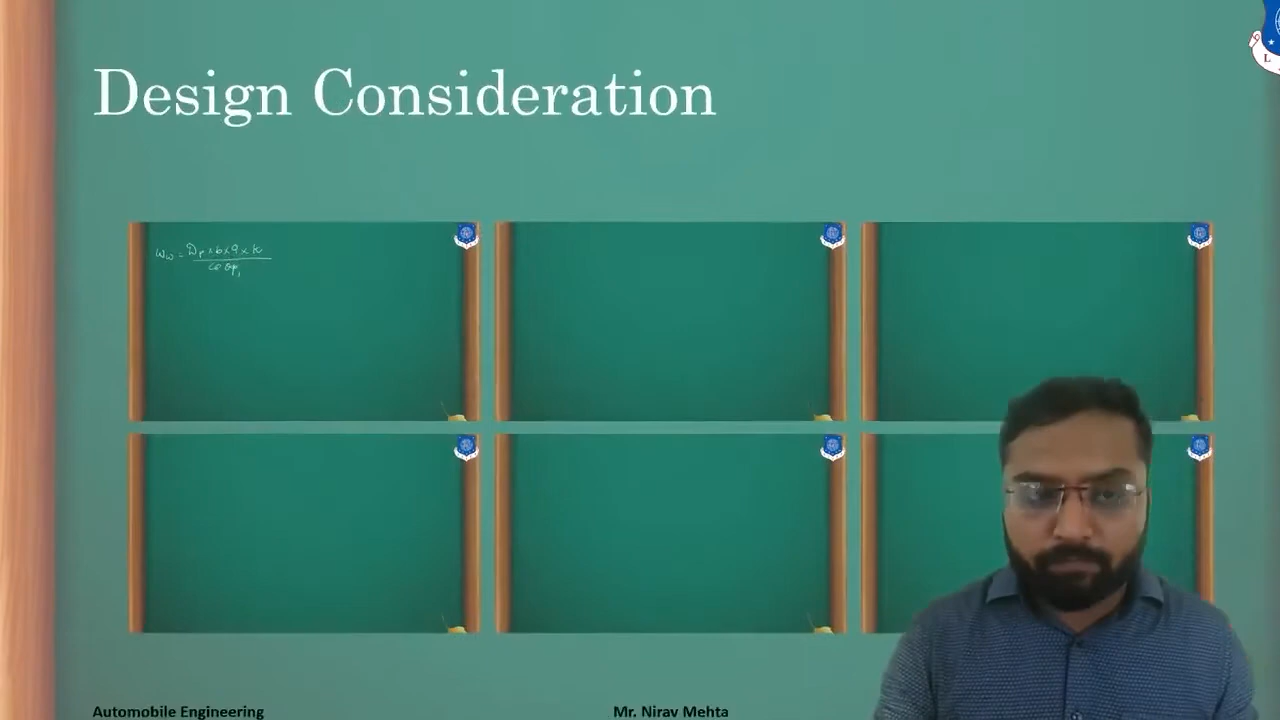 Design Consideration
Automobile Engineering
Mr. Nirav Mehta